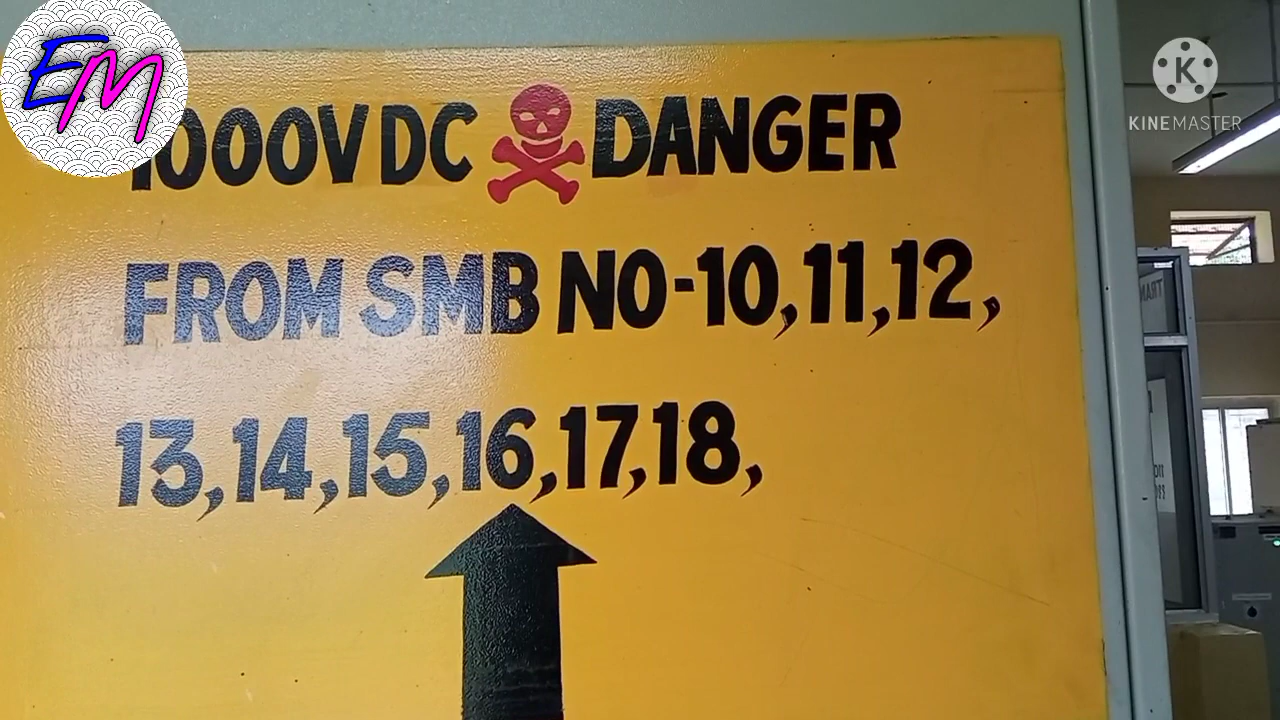 EM
1000V DC DANGER
FROM SMB NO-10,11,12,
13,14,15,16,17,18,
KINEMASTER